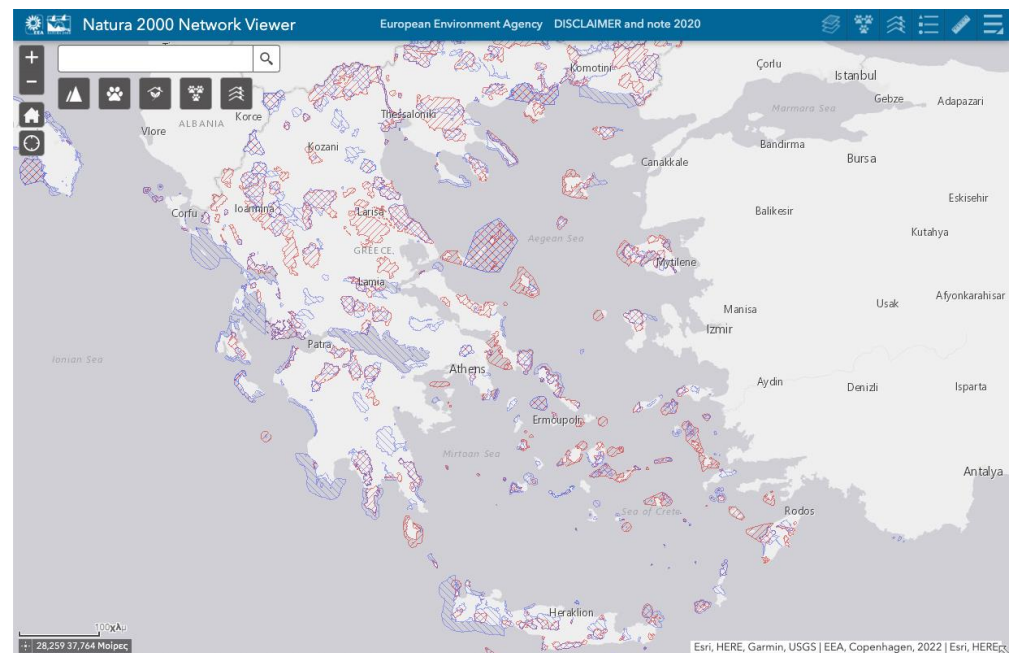 Natura 2000 Network Viewer
European Environment Agency DISCLAIMER and note 2020
EEA
Komotini
Çorlu
Istanbul
Gebze
Adapazari
Marmara Sea
Korce
Vlore
ALBANIA
Thessaloniki
Kozani
Bandirma
Bursa
Canakkale
Eskisehir
Balikesir
Corfu
Ioannina
Larisa
Kutahya
Aegean Sea
GREECE
Mytilene
Lamia
Afyonkarahisar
Usak
Manisa
Izmir
Ionian Sea
Patra
Athens
Aydin
Denizli
Isparta
Ermoupoli
Mirtoan Sea
Antalya
Sea of Crete
Rodos
Heraklion
100χλμ
28,259 37,764 Μοίρες
Esri, HERE, Garmin, USGS | EEA, Copenhagen, 2022 | Esri, HERE